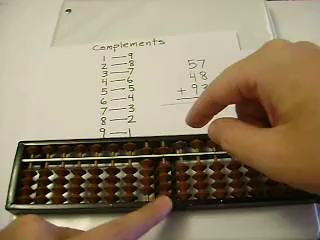 Complements
1 — 9
2 — 8
3 — 7
4 — 6
5 — 5
6 — 4
7 — 3
8 — 2
9 — 1
57
48
+ 93